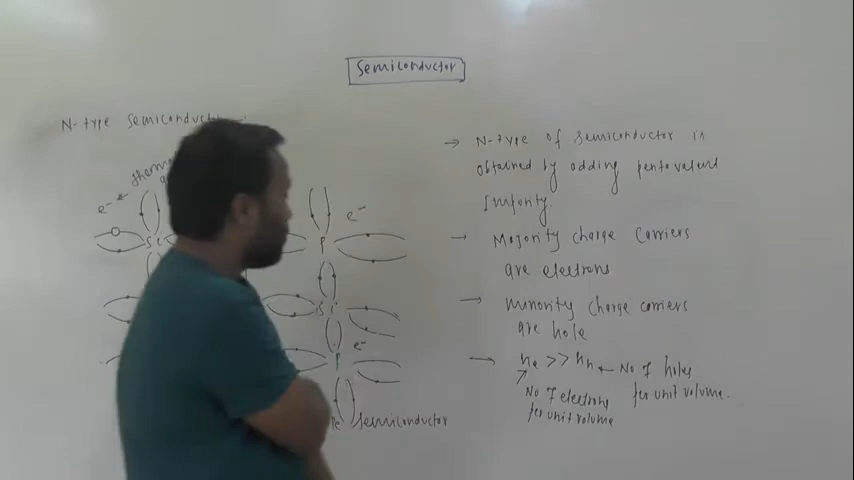 Semiconductor
N-type semiconductor
e⁻
e⁻
Si
P
Si
e⁻
P
semiconductor
→ N-type of semiconductor is
obtained by adding pentavalent
Impurity.
→ Majority charge carriers
are electrons
→ minority charge carriers
are hole
→ ne >> nh ← No of holes
per unit volume.
No of electrons
per unit volume